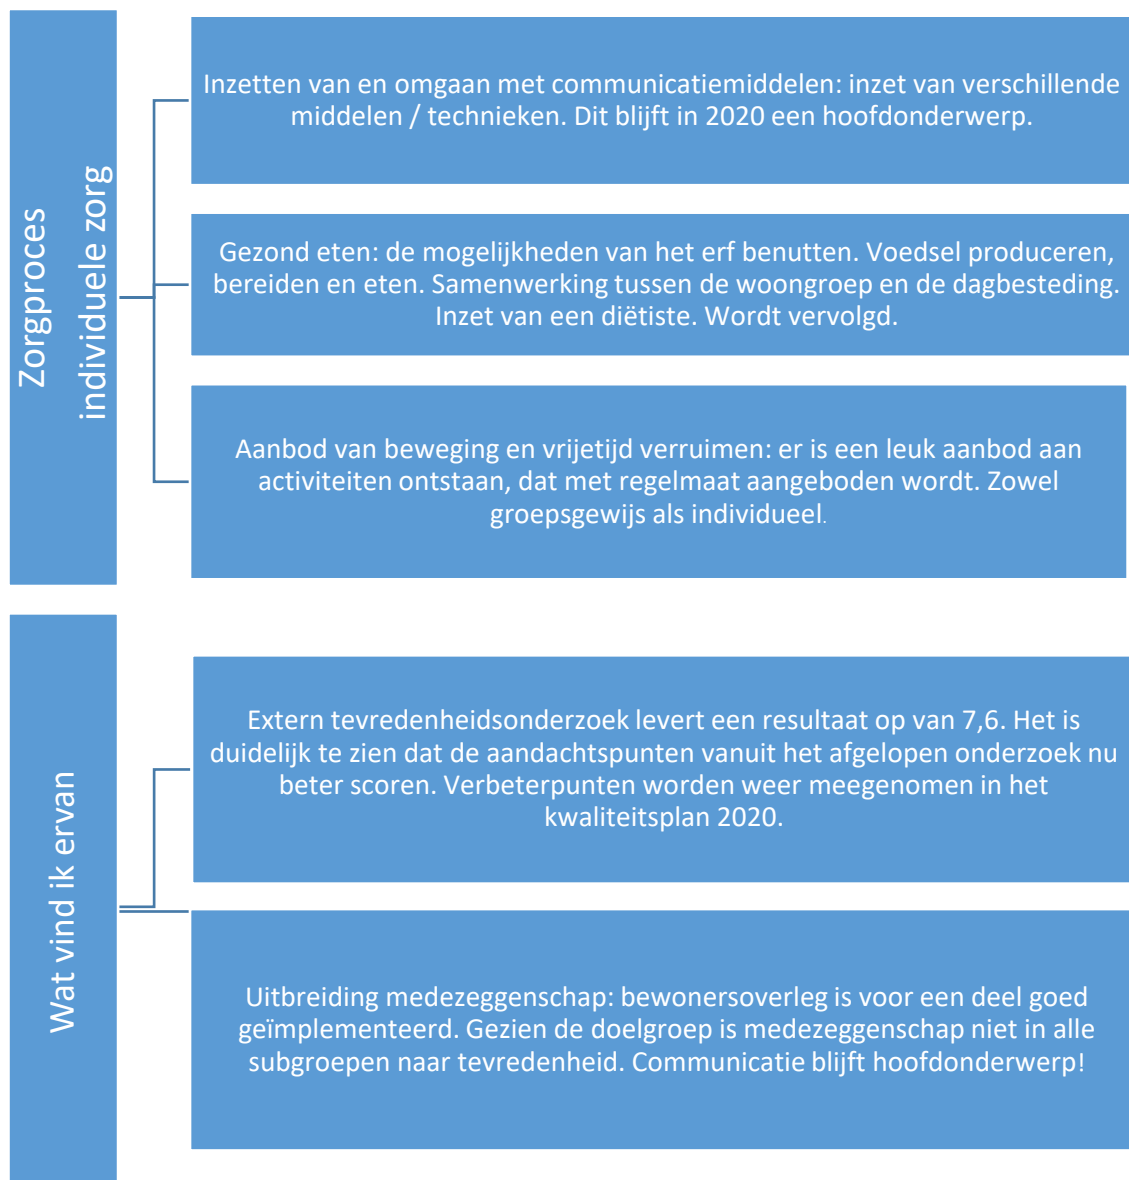 Zorgproces
individuele zorg
Inzetten van en omgaan met communicatiemiddelen: inzet van verschillende
middelen / technieken. Dit blijft in 2020 een hoofdonderwerp.
Gezond eten: de mogelijkheden van het erf benutten. Voedsel produceren,
bereiden en eten. Samenwerking tussen de woongroep en de dagbesteding.
Inzet van een diëtiste. Wordt vervolgd.
Aanbod van beweging en vrijetijd verruimen: er is een leuk aanbod aan
activiteiten ontstaan, dat met regelmaat aangeboden wordt. Zowel
groepsgewijs als individueel.
Wat vind ik ervan
Extern tevredenheidsonderzoek levert een resultaat op van 7,6. Het is
duidelijk te zien dat de aandachtspunten vanuit het afgelopen onderzoek nu
beter scoren. Verbeterpunten worden weer meegenomen in het
kwaliteitsplan 2020.
Uitbreiding medezeggenschap: bewonersoverleg is voor een deel goed
geïmplementeerd. Gezien de doelgroep is medezeggenschap niet in alle
subgroepen naar tevredenheid. Communicatie blijft hoofdonderwerp!